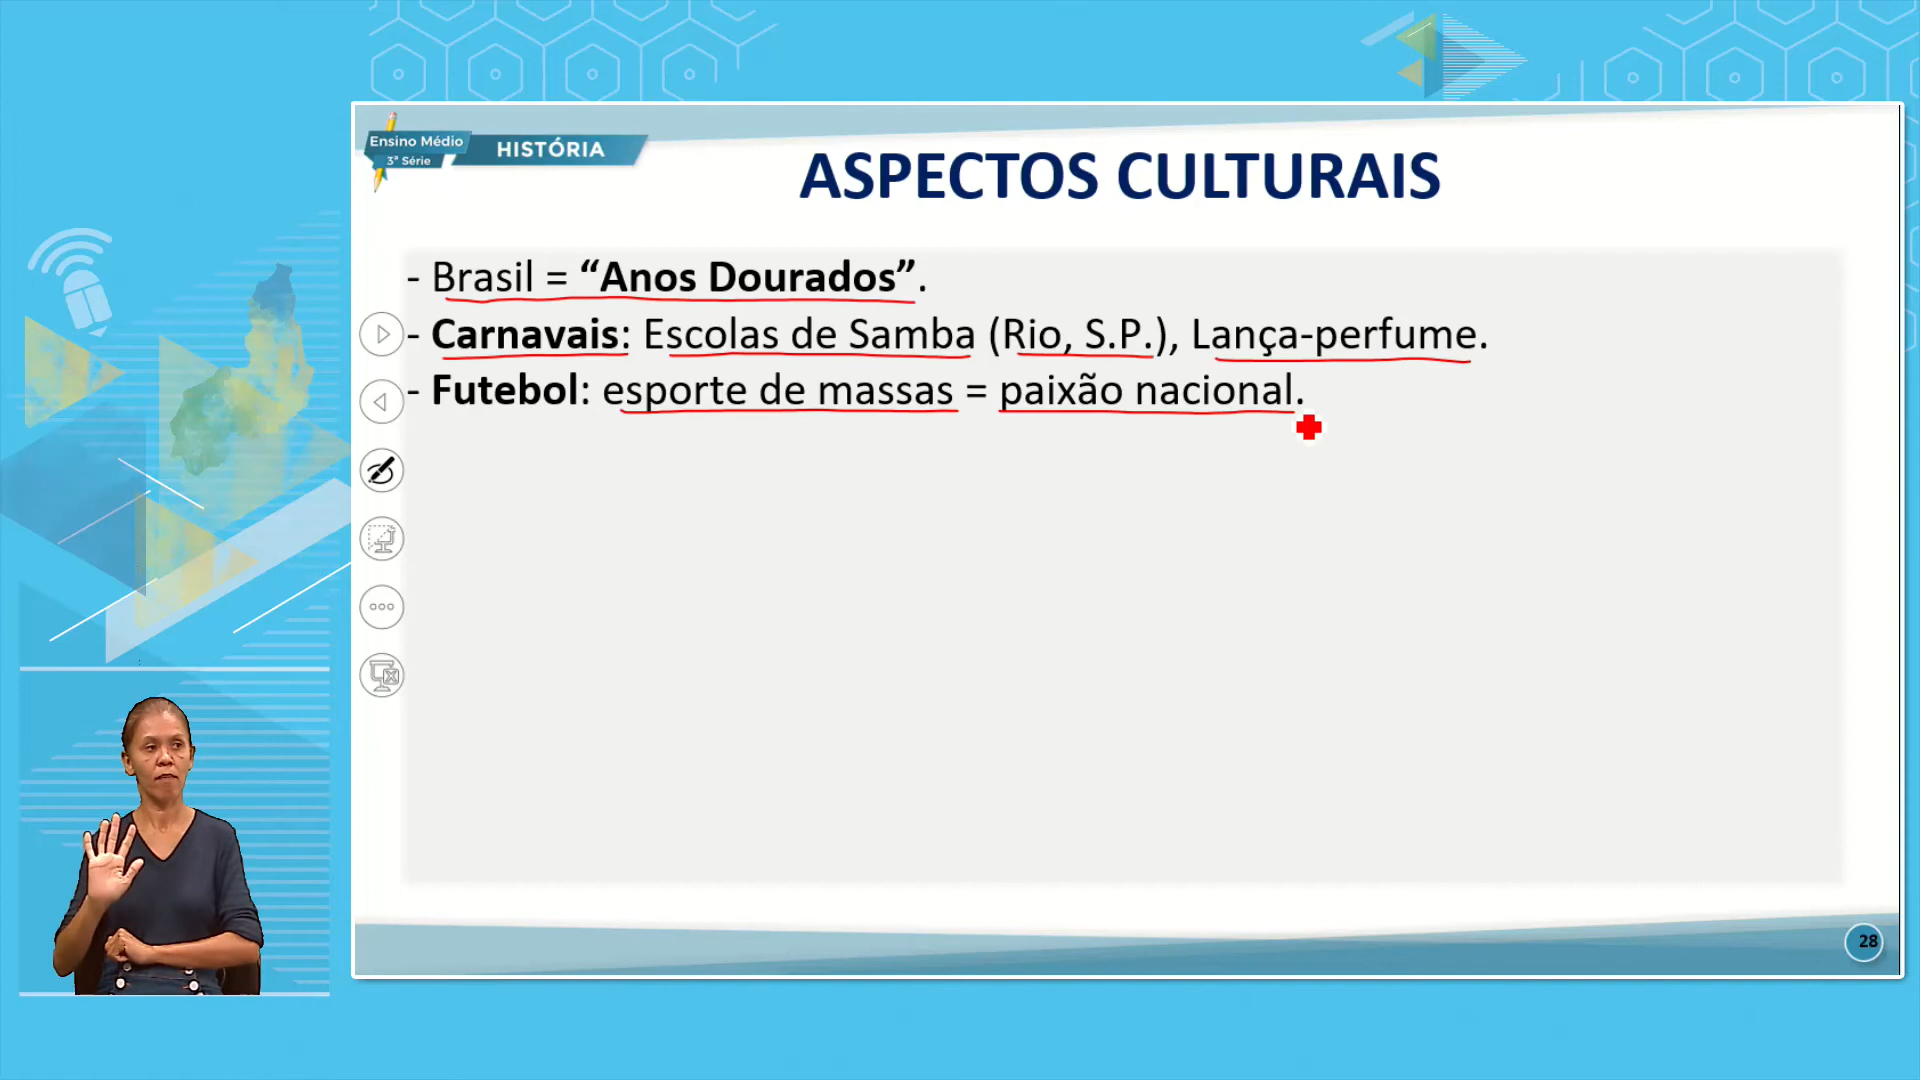 Ensino Médio
3ª Série
HISTÓRIA
ASPECTOS CULTURAIS
- Brasil = “Anos Dourados”.
- Carnavais: Escolas de Samba (Rio, S.P.), Lança-perfume.
- Futebol: esporte de massas = paixão nacional.
28